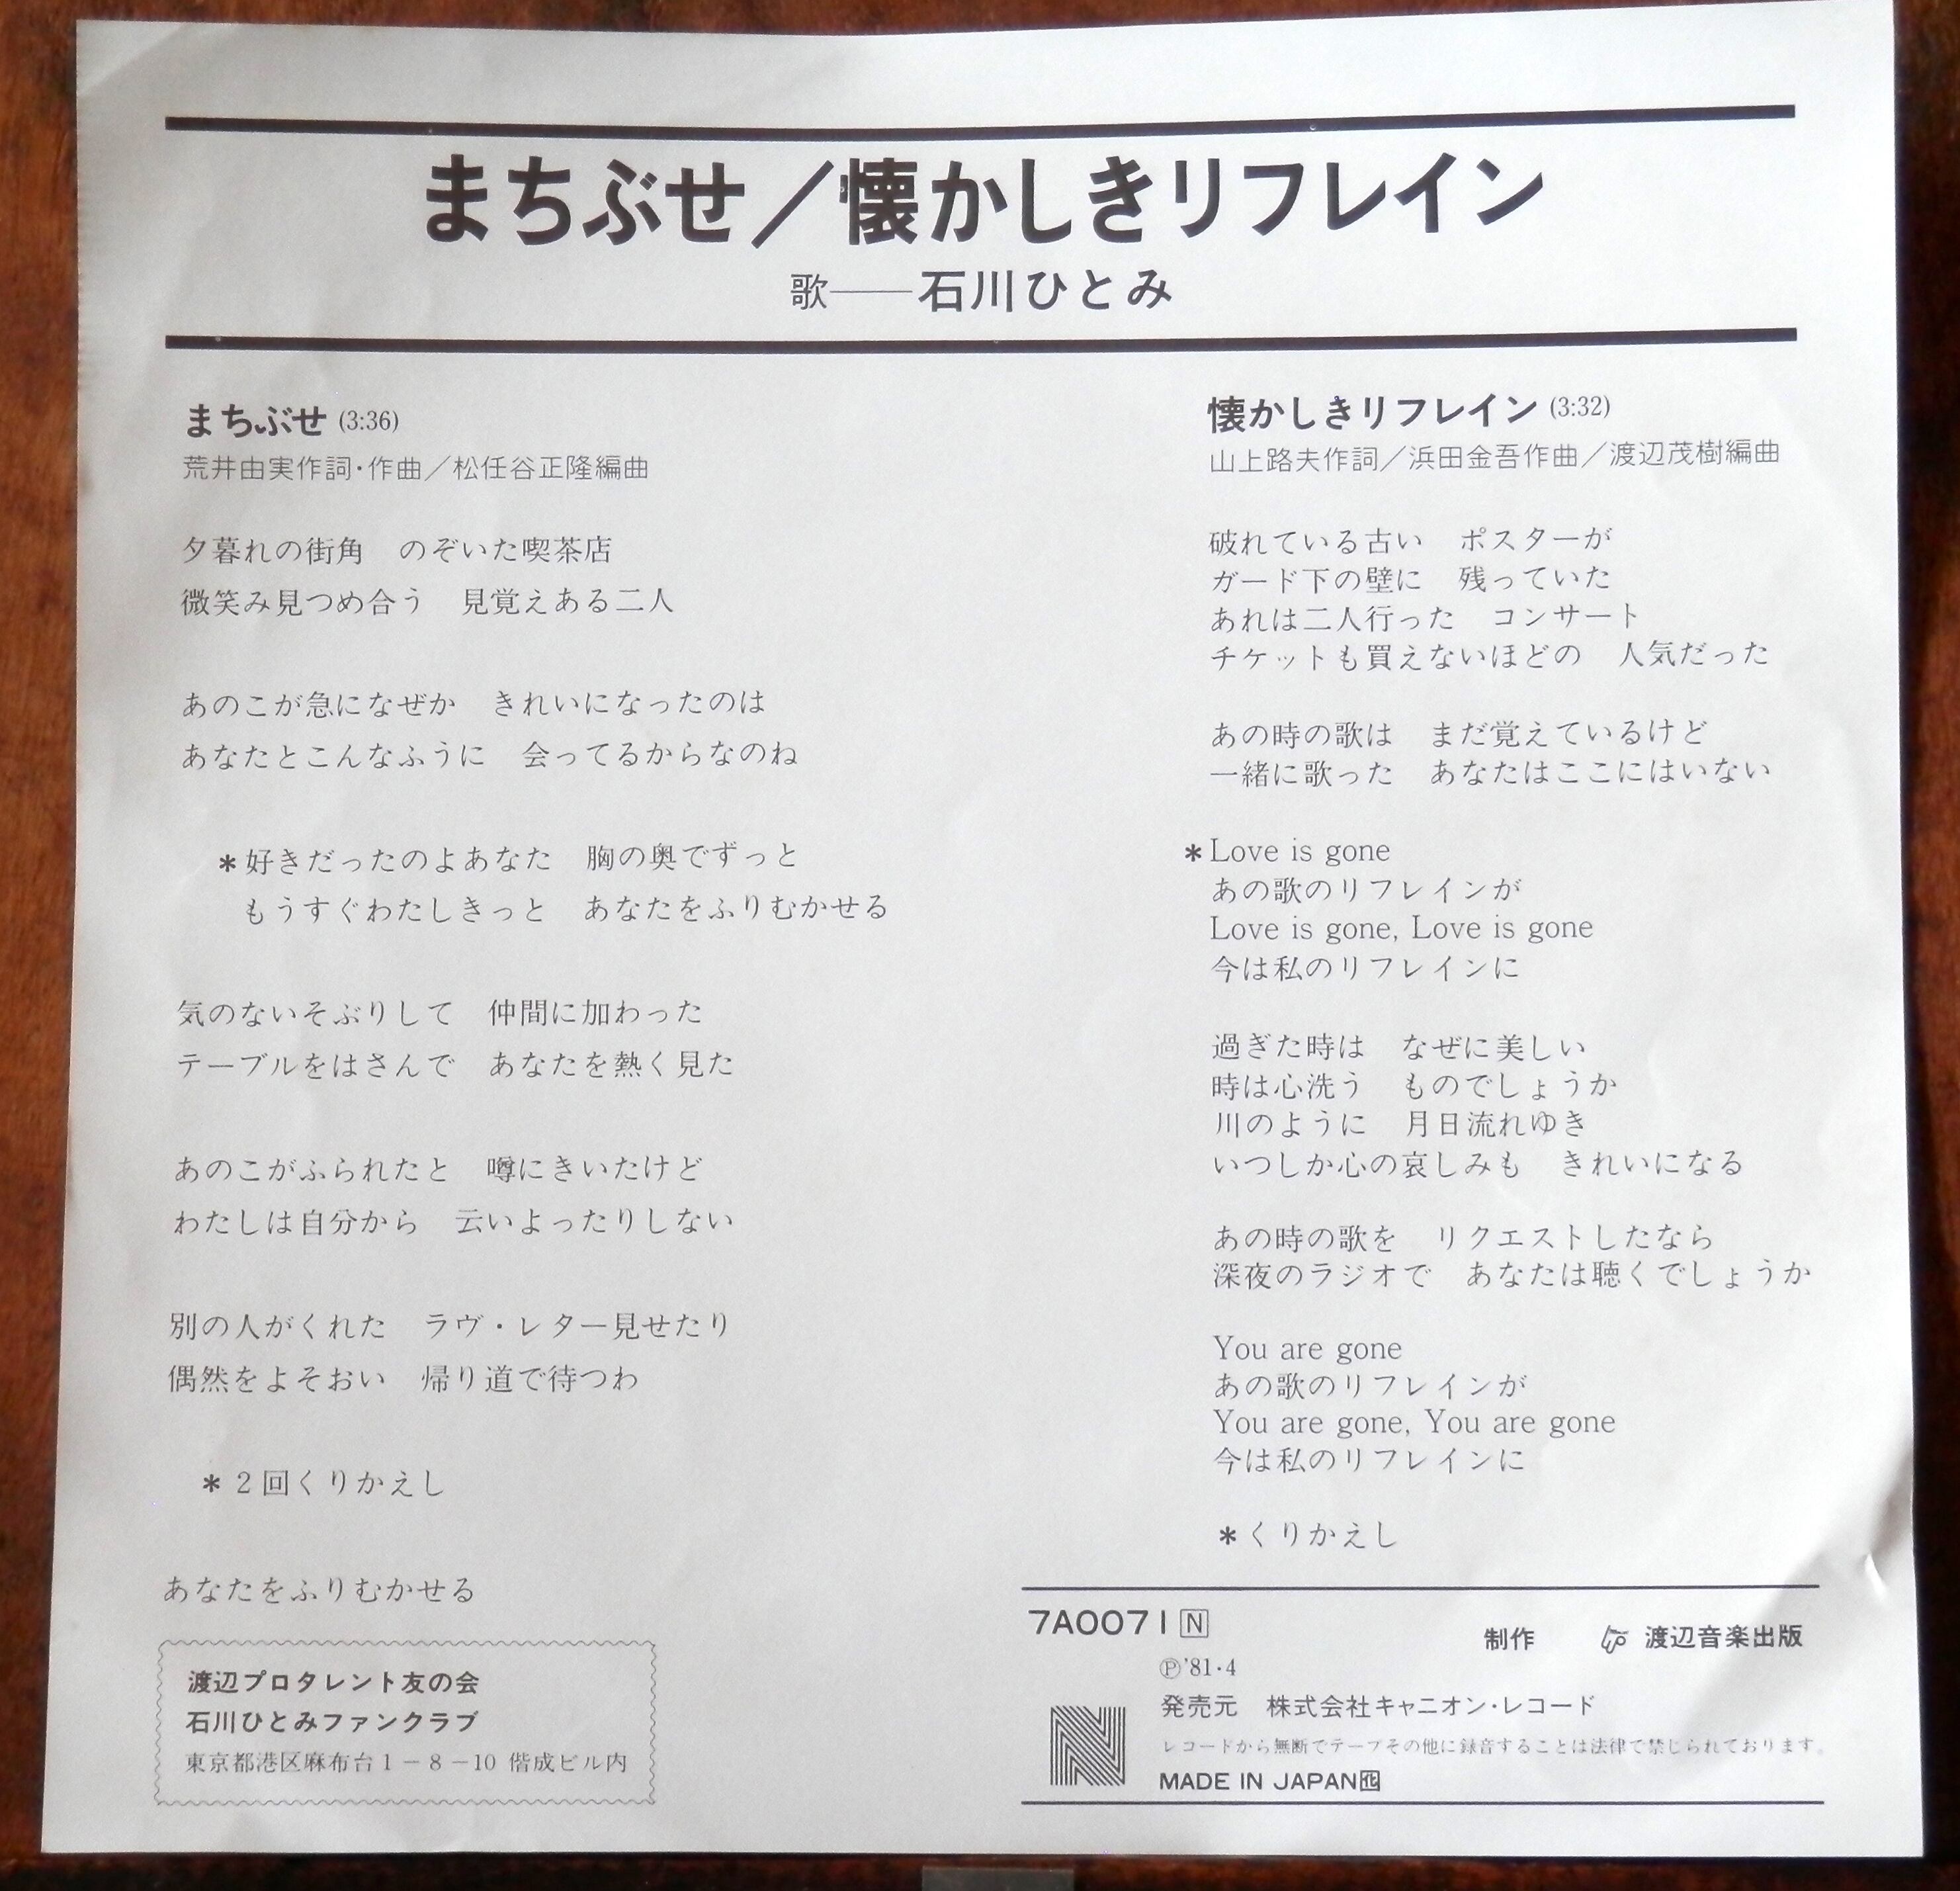 まちぶせ／懐かしきリフレイン
歌――石川ひとみ
まちぶせ (3:36)
荒井由実作詞・作曲／松任谷正隆編曲
夕暮れの街角　のぞいた喫茶店
微笑み見つめ合う　見覚えある二人
あのこが急になぜか　きれいになったのは
あなたとこんなふうに　会ってるからなのね
＊好きだったのよあなた　胸の奥でずっと
もうすぐわたしきっと　あなたをふりむかせる
気のないそぶりして　仲間に加わった
テーブルをはさんで　あなたを熱く見た
あのこがふられたと　噂にきいたけど
わたしは自分から　云いよったりしない
別の人がくれた　ラヴ・レター見せたり
偶然をよそおい　帰り道で待つわ
＊2回くりかえし
あなたをふりむかせる
渡辺プロタレント友の会
石川ひとみファンクラブ
東京都港区麻布台1－8－10 偕成ビル内
懐かしきリフレイン (3:32)
山上路夫作詞／浜田金吾作曲／渡辺茂樹編曲
破れている古い　ポスターが
ガード下の壁に　残っていた
あれは二人行った　コンサート
チケットも買えないほどの　人気だった
あの時の歌は　まだ覚えているけど
一緒に歌った　あなたはここにはいない
＊Love is gone
あの歌のリフレインが
Love is gone, Love is gone
今は私のリフレインに
過ぎた時は　なぜに美しい
時は心洗う　ものでしょうか
川のように　月日流れゆき
いつしか心の哀しみも　きれいになる
あの時の歌を　リクエストしたなら
深夜のラジオで　あなたは聴くでしょうか
You are gone
あの歌のリフレインが
You are gone, You are gone
今は私のリフレインに
＊くりかえし
7A0071 N
制作　渡辺音楽出版
Ⓟ'81・4
発売元　株式会社キャニオン・レコード
レコードから無断でテープその他に録音することは法律で禁じられております。
MADE IN JAPAN㊕